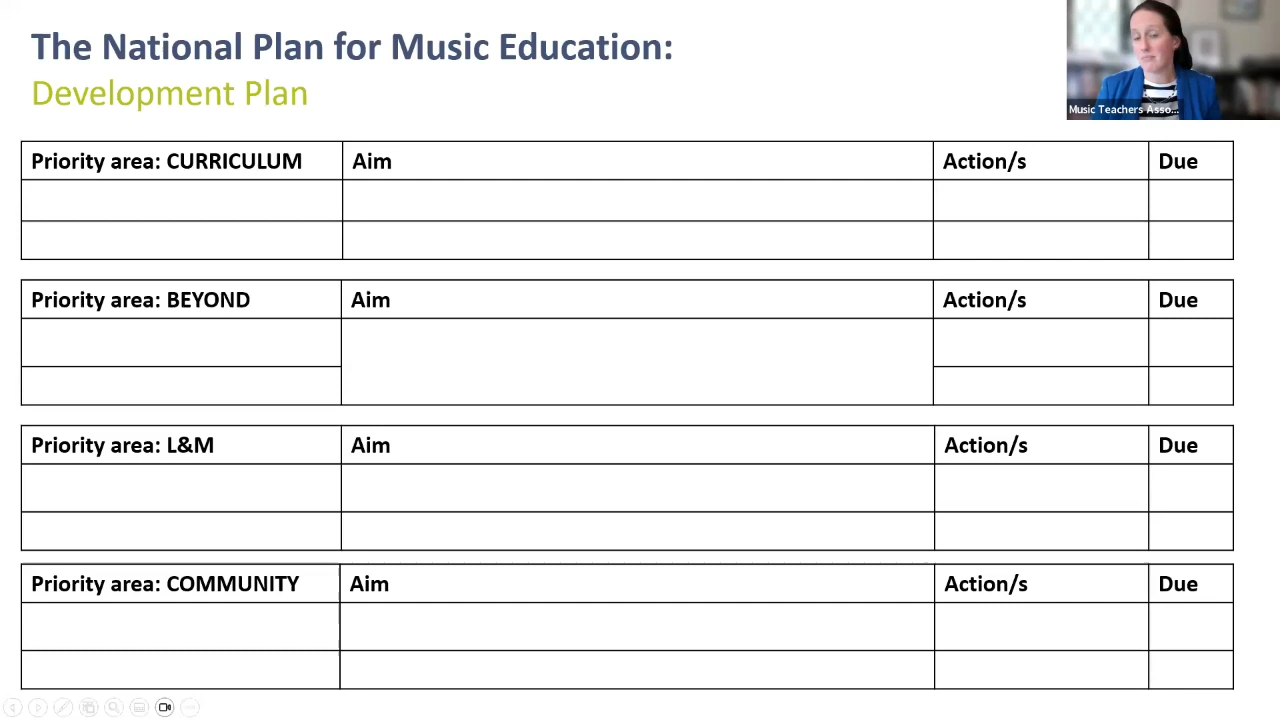 The National Plan for Music Education:
Development Plan
Music Teachers Asso...
Priority area: CURRICULUM Aim Action/s Due
Priority area: BEYOND Aim Action/s Due
Priority area: L&M Aim Action/s Due
Priority area: COMMUNITY Aim Action/s Due